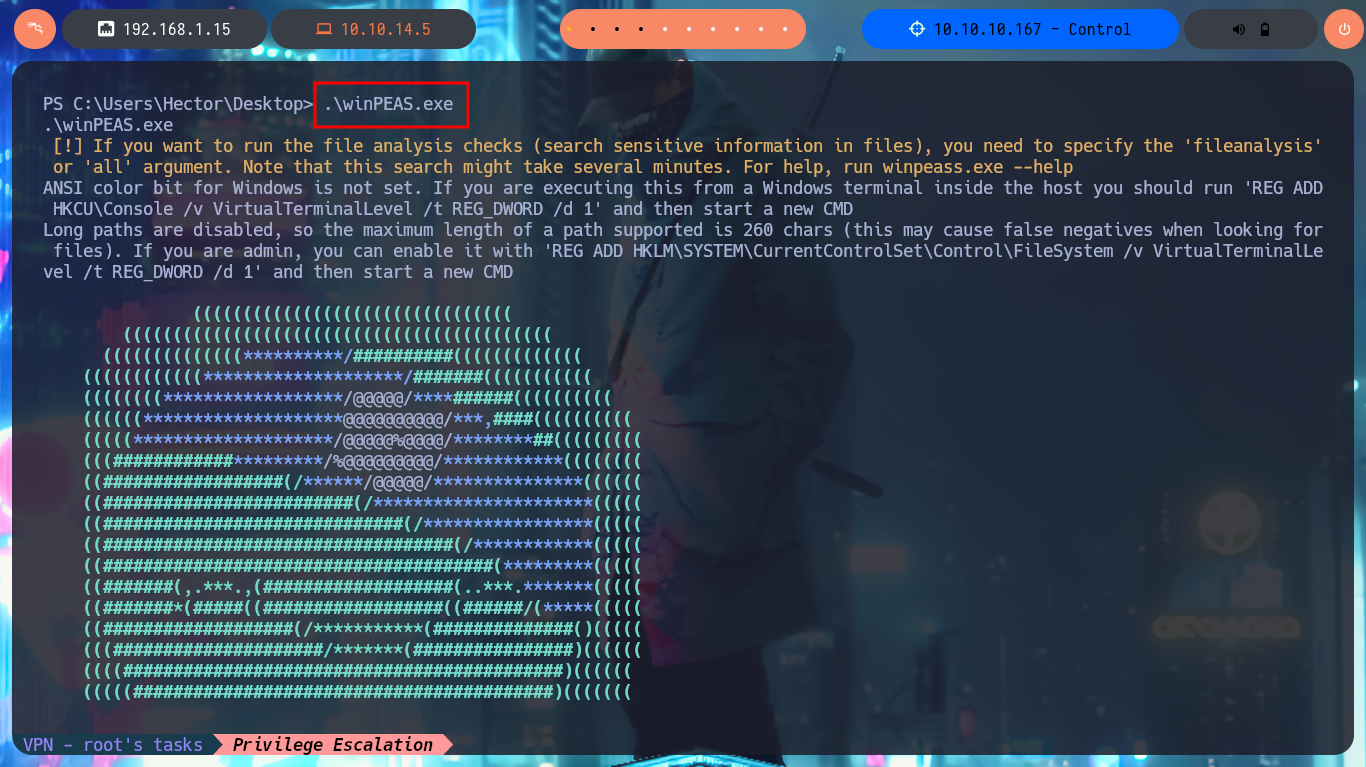 192.168.1.15
10.10.14.5
10.10.10.167 - Control
PS C:\Users\Hector\Desktop> .\winPEAS.exe
.\winPEAS.exe
[!] If you want to run the file analysis checks (search sensitive information in files), you need to specify the 'fileanalysis'
or 'all' argument. Note that this search might take several minutes. For help, run winpeass.exe --help
ANSI color bit for Windows is not set. If you are executing this from a Windows terminal inside the host you should run 'REG ADD
HKCU\Console /v VirtualTerminalLevel /t REG_DWORD /d 1' and then start a new CMD
Long paths are disabled, so the maximum length of a path supported is 260 chars (this may cause false negatives when looking for
files). If you are admin, you can enable it with 'REG ADD HKLM\SYSTEM\CurrentControlSet\Control\FileSystem /v VirtualTerminalLe
vel /t REG_DWORD /d 1' and then start a new CMD
VPN - root's tasks
Privilege Escalation